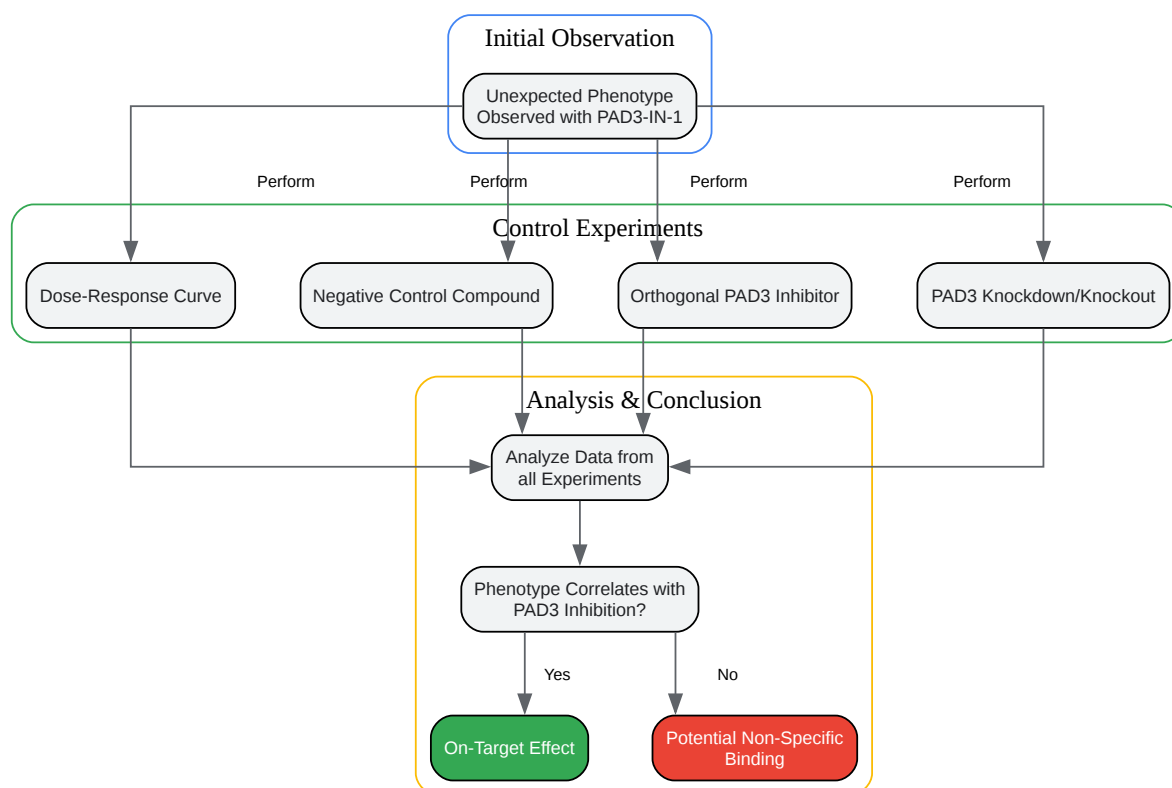 Initial Observation
Unexpected Phenotype
Observed with PAD3-IN-1
Perform
Perform
Perform
Perform
Control Experiments
Dose-Response Curve
Negative Control Compound
Orthogonal PAD3 Inhibitor
PAD3 Knockdown/Knockout
Analysis & Conclusion
Analyze Data from
all Experiments
Phenotype Correlates with
PAD3 Inhibition?
Yes
No
On-Target Effect
Potential Non-Specific
Binding